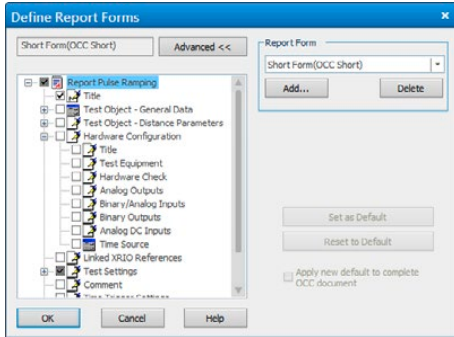 Define Report Forms
Short Form(OCC Short)
Advanced <<
Report Pulse Ramping
Title
Test Object - General Data
Test Object - Distance Parameters
Hardware Configuration
Title
Test Equipment
Hardware Check
Analog Outputs
Binary/Analog Inputs
Binary Outputs
Analog DC Inputs
Time Source
Linked XRIO References
Test Settings
Comment
Time Trigger Settings
OK
Cancel
Help
Report Form
Short Form(OCC Short)
Add...
Delete
Set as Default
Reset to Default
Apply new default to complete
OCC document